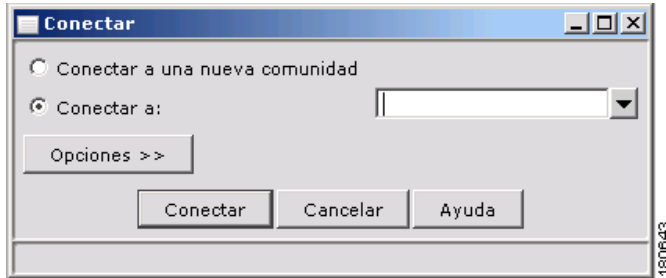 Conectar
Conectar a una nueva comunidad
Conectar a:
Opciones >>
Conectar Cancelar Ayuda
180643